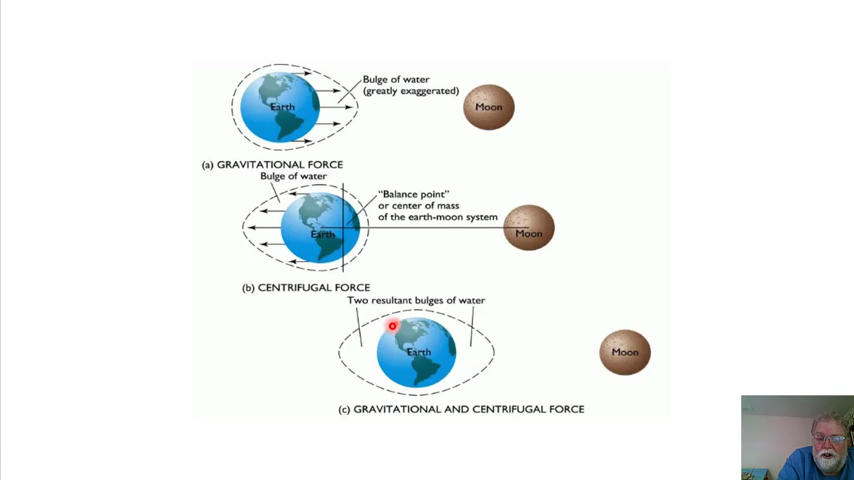 Bulge of water
(greatly exaggerated)
Earth
Moon
(a) GRAVITATIONAL FORCE
Bulge of water
"Balance point"
or center of mass
of the earth-moon system
Earth
Moon
(b) CENTRIFUGAL FORCE
Two resultant bulges of water
Earth
Moon
(c) GRAVITATIONAL AND CENTRIFUGAL FORCE